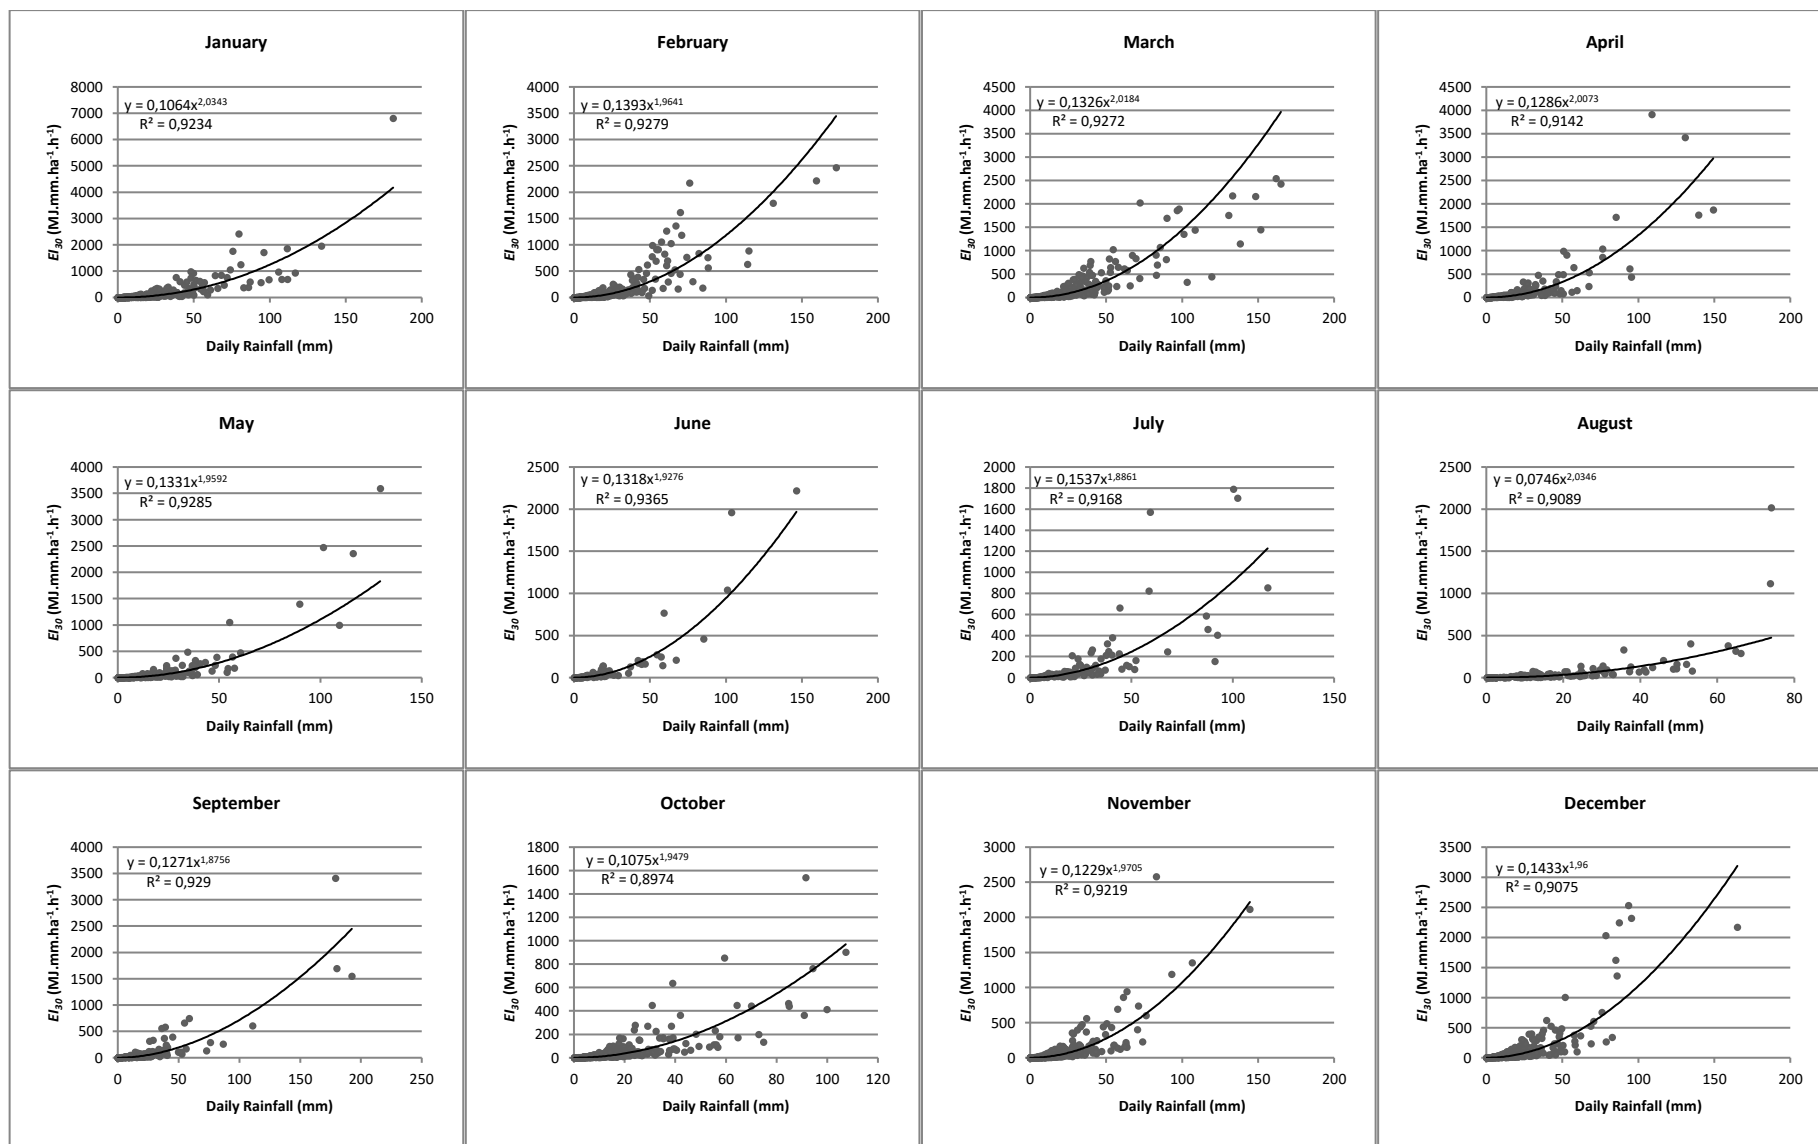 January
8000
7000
6000
5000
4000
3000
2000
1000
0
y = 0,1064x^2,0343
R² = 0,9234
EI30 (MJ.mm.ha⁻¹.h⁻¹)
0 50 100 150 200
Daily Rainfall (mm)
February
4000
3500
3000
2500
2000
1500
1000
500
0
y = 0,1393x^1,9641
R² = 0,9279
EI30 (MJ.mm.ha⁻¹.h⁻¹)
0 50 100 150 200
Daily Rainfall (mm)
March
4500
4000
3500
3000
2500
2000
1500
1000
500
0
y = 0,1326x^2,0184
R² = 0,9272
EI30 (MJ.mm.ha⁻¹.h⁻¹)
0 50 100 150 200
Daily Rainfall (mm)
April
4500
4000
3500
3000
2500
2000
1500
1000
500
0
y = 0,1286x^2,0073
R² = 0,9142
EI30 (MJ.mm.ha⁻¹.h⁻¹)
0 50 100 150 200
Daily Rainfall (mm)
May
4000
3500
3000
2500
2000
1500
1000
500
0
y = 0,1331x^1,9592
R² = 0,9285
EI30 (MJ.mm.ha⁻¹.h⁻¹)
0 50 100 150
Daily Rainfall (mm)
June
2500
2000
1500
1000
500
0
y = 0,1318x^1,9276
R² = 0,9365
EI30 (MJ.mm.ha⁻¹.h⁻¹)
0 50 100 150 200
Daily Rainfall (mm)
July
2000
1800
1600
1400
1200
1000
800
600
400
200
0
y = 0,1537x^1,8861
R² = 0,9168
EI30 (MJ.mm.ha⁻¹.h⁻¹)
0 50 100 150
Daily Rainfall (mm)
August
2500
2000
1500
1000
500
0
y = 0,0746x^2,0346
R² = 0,9089
EI30 (MJ.mm.ha⁻¹.h⁻¹)
0 20 40 60 80
Daily Rainfall (mm)
September
4000
3500
3000
2500
2000
1500
1000
500
0
y = 0,1271x^1,8756
R² = 0,929
EI30 (MJ.mm.ha⁻¹.h⁻¹)
0 50 100 150 200 250
Daily Rainfall (mm)
October
1800
1600
1400
1200
1000
800
600
400
200
0
y = 0,1075x^1,9479
R² = 0,8974
EI30 (MJ.mm.ha⁻¹.h⁻¹)
0 20 40 60 80 100 120
Daily Rainfall (mm)
November
3000
2500
2000
1500
1000
500
0
y = 0,1229x^1,9705
R² = 0,9219
EI30 (MJ.mm.ha⁻¹.h⁻¹)
0 50 100 150 200
Daily Rainfall (mm)
December
3500
3000
2500
2000
1500
1000
500
0
y = 0,1433x^1,96
R² = 0,9075
EI30 (MJ.mm.ha⁻¹.h⁻¹)
0 50 100 150 200
Daily Rainfall (mm)